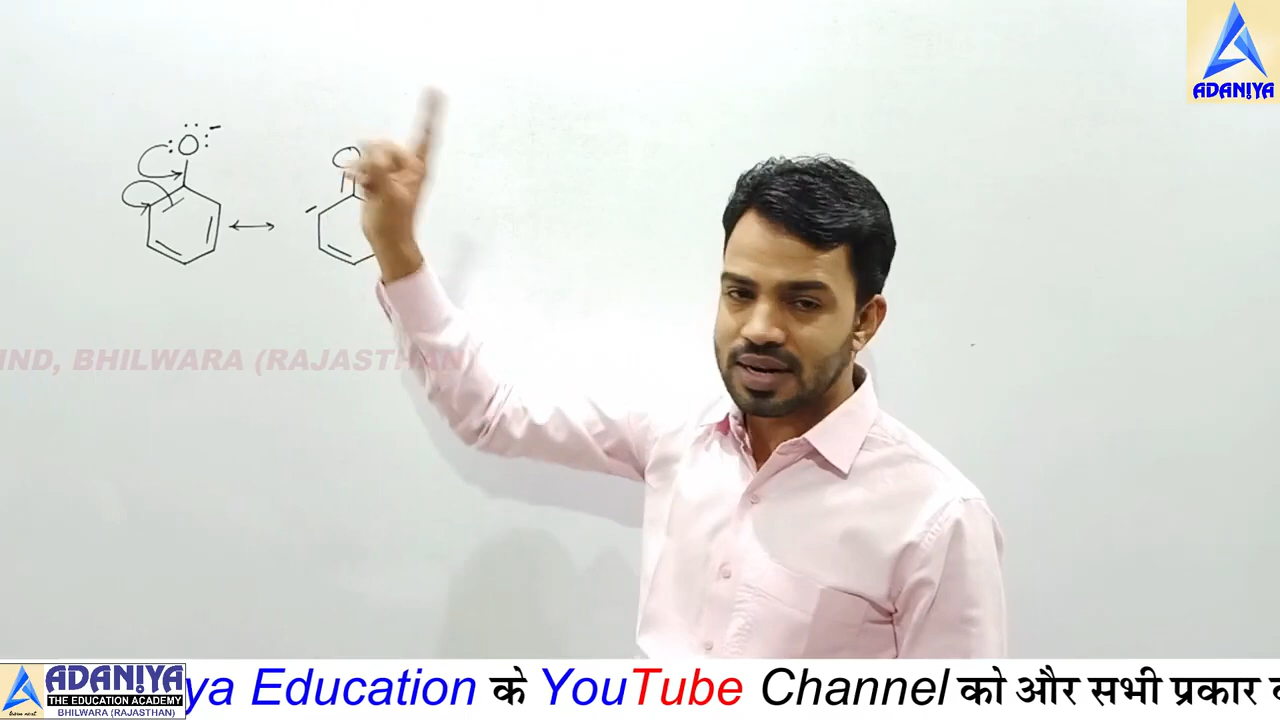 ADANIYA
O
O
IND, BHILWARA (RAJASTHAN)
ya Education के YouTube Channel को और सभी प्रकार
ADANIYA
THE EDUCATION ACADEMY
BHILWARA (RAJASTHAN)